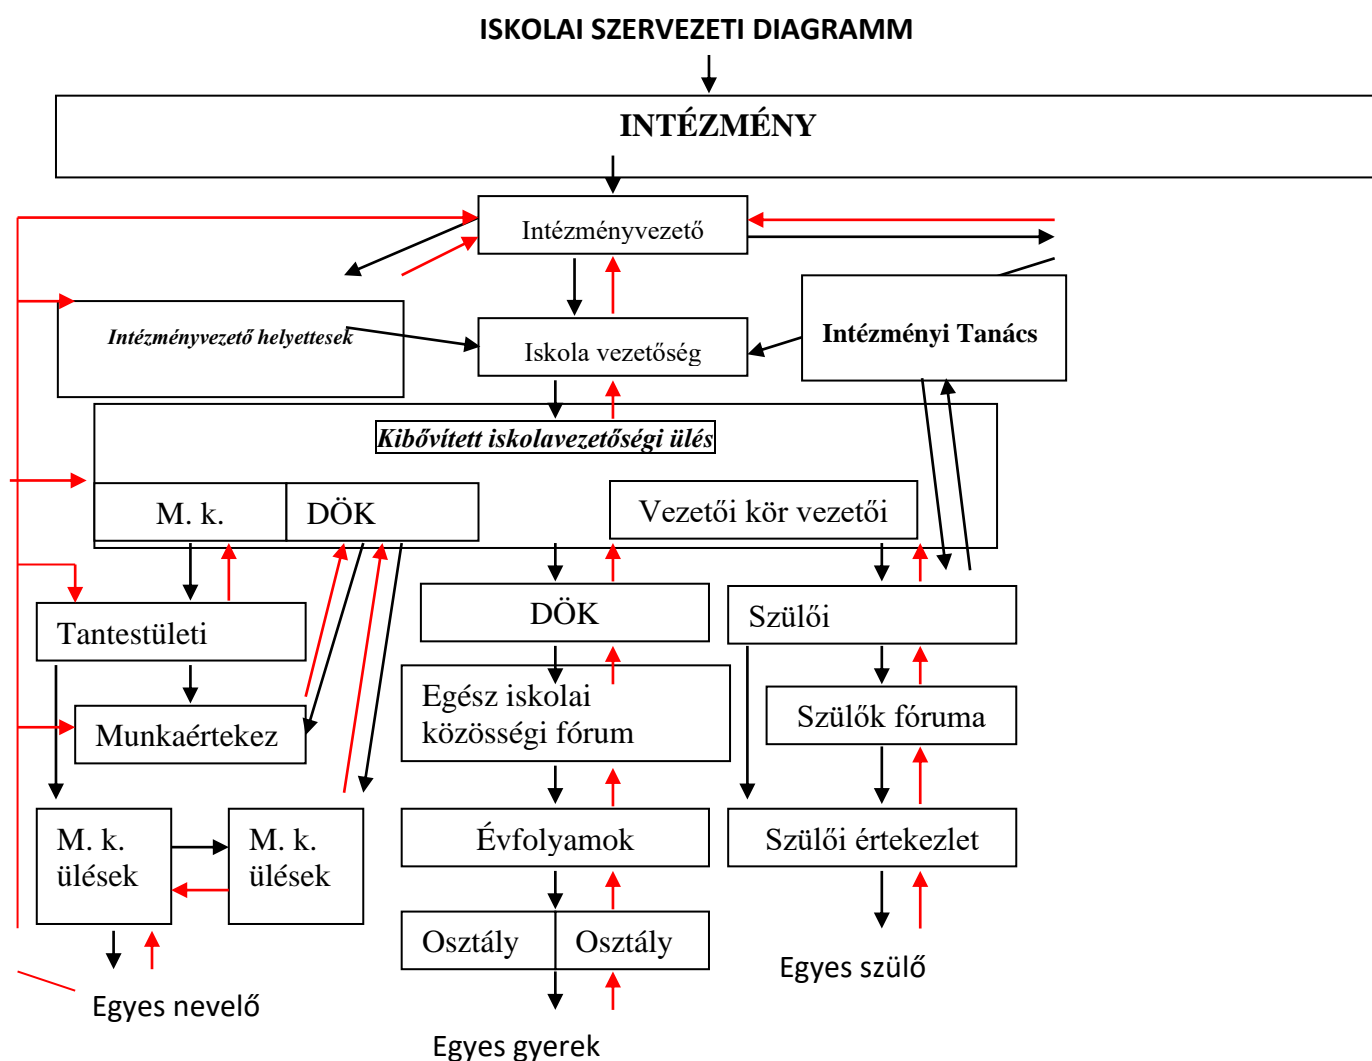 ISKOLAI SZERVEZETI DIAGRAMM
INTÉZMÉNY
Intézményvezető
Intézményvezető helyettesek
Iskola vezetőség
Intézményi Tanács
Kibővített iskolavezetőségi ülés
M. k.
DÖK
Vezetői kör vezetői
Tantestületi
DÖK
Szülői
Munkaértekez
Egész iskolai
közösségi fórum
Szülők fóruma
M. k.
ülések
M. k.
ülések
Évfolyamok
Szülői értekezlet
Osztály
Osztály
Egyes nevelő
Egyes gyerek
Egyes szülő